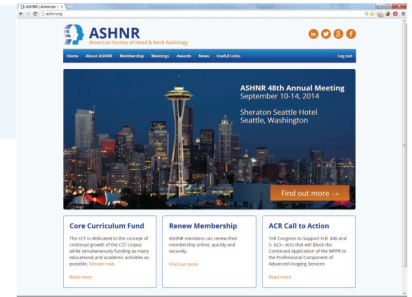 ASHNR | American S
ashnr.org
ASHNR
American Society of Head & Neck Radiology
Home About ASHNR Membership Meetings Awards News Useful Links Log out
ASHNR 48th Annual Meeting
September 10-14, 2014
Sheraton Seattle Hotel
Seattle, Washington
Find out more →
Core Curriculum Fund
The CCF is dedicated to the concept of
continual growth of the CCF corpus
while simultaneously funding as many
educational and academic activities as
possible. Donate now.
Read more
Renew Membership
ASHNR members can renew their
membership online, quickly and
securely.
Find out more
ACR Call to Action
Tell Congress to Support H.R. 846 and
S. 623—Acts that will Block the
Continued Application of the MPPR to
the Professional Component of
Advanced Imaging Services
Read more